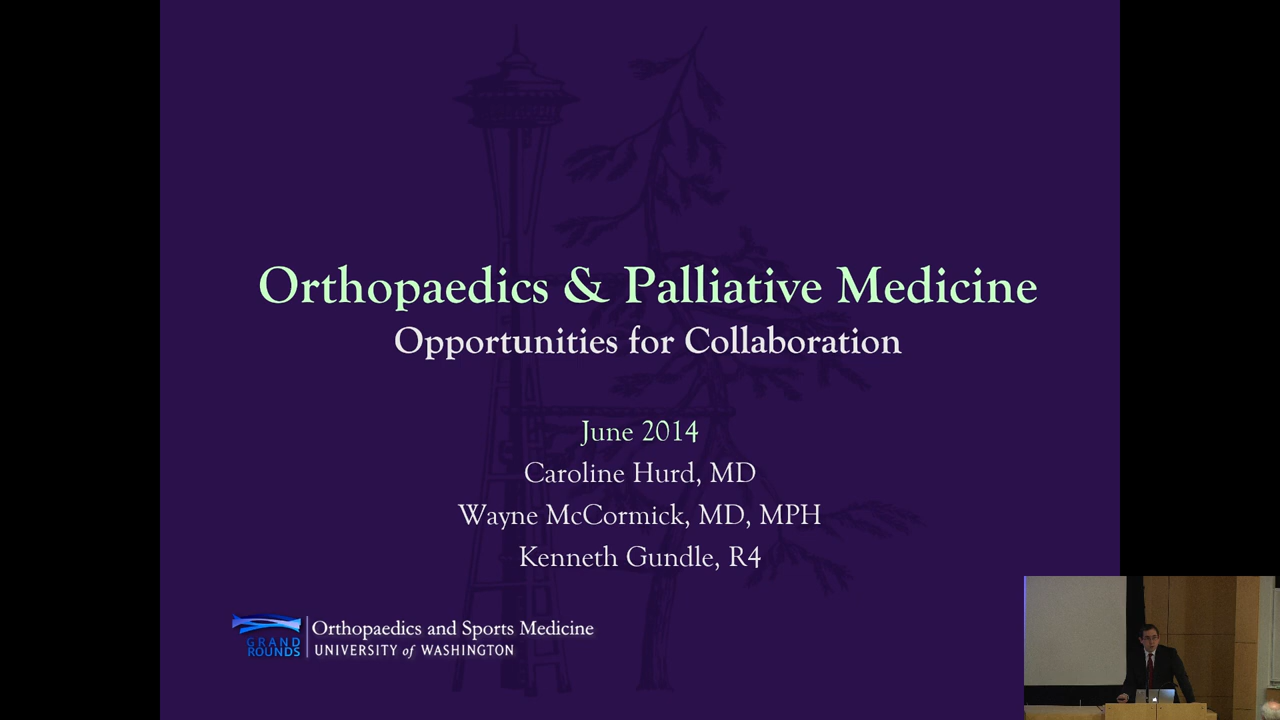 Orthopaedics & Palliative Medicine
Opportunities for Collaboration
June 2014
Caroline Hurd, MD
Wayne McCormick, MD, MPH
Kenneth Gundle, R4
GRAND
ROUNDS
Orthopaedics and Sports Medicine
UNIVERSITY of WASHINGTON